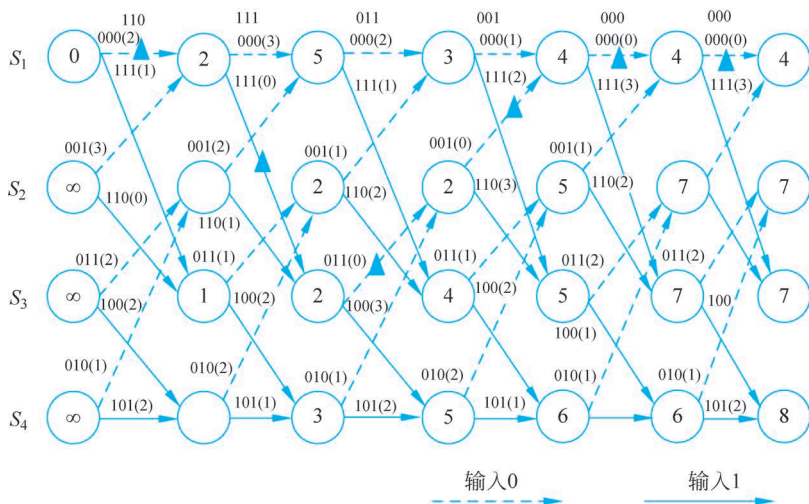 110 111 011 001 000 000
000(2) 000(3) 000(2) 000(1) 000(0) 000(0)
S₁ 0 2 5 3 4 4 4
111(1) 111(0) 111(1) 111(2) 111(3) 111(3)
001(3) 001(2) 001(1) 001(0) 001(1)
S₂ ∞ 2 2 5 7 7
110(0) 110(1) 110(2) 110(3) 110(2)
011(2) 011(1) 011(0) 011(1) 011(2) 011(2)
S₃ ∞ 1 2 4 5 7 7
100(2) 100(2) 100(3) 100(2) 100(1) 100
010(1) 010(2) 010(1) 010(2) 010(1) 010(1)
S₄ ∞ 3 5 6 6 8
101(2) 101(1) 101(2) 101(1) 101(2)
输入0 输入1